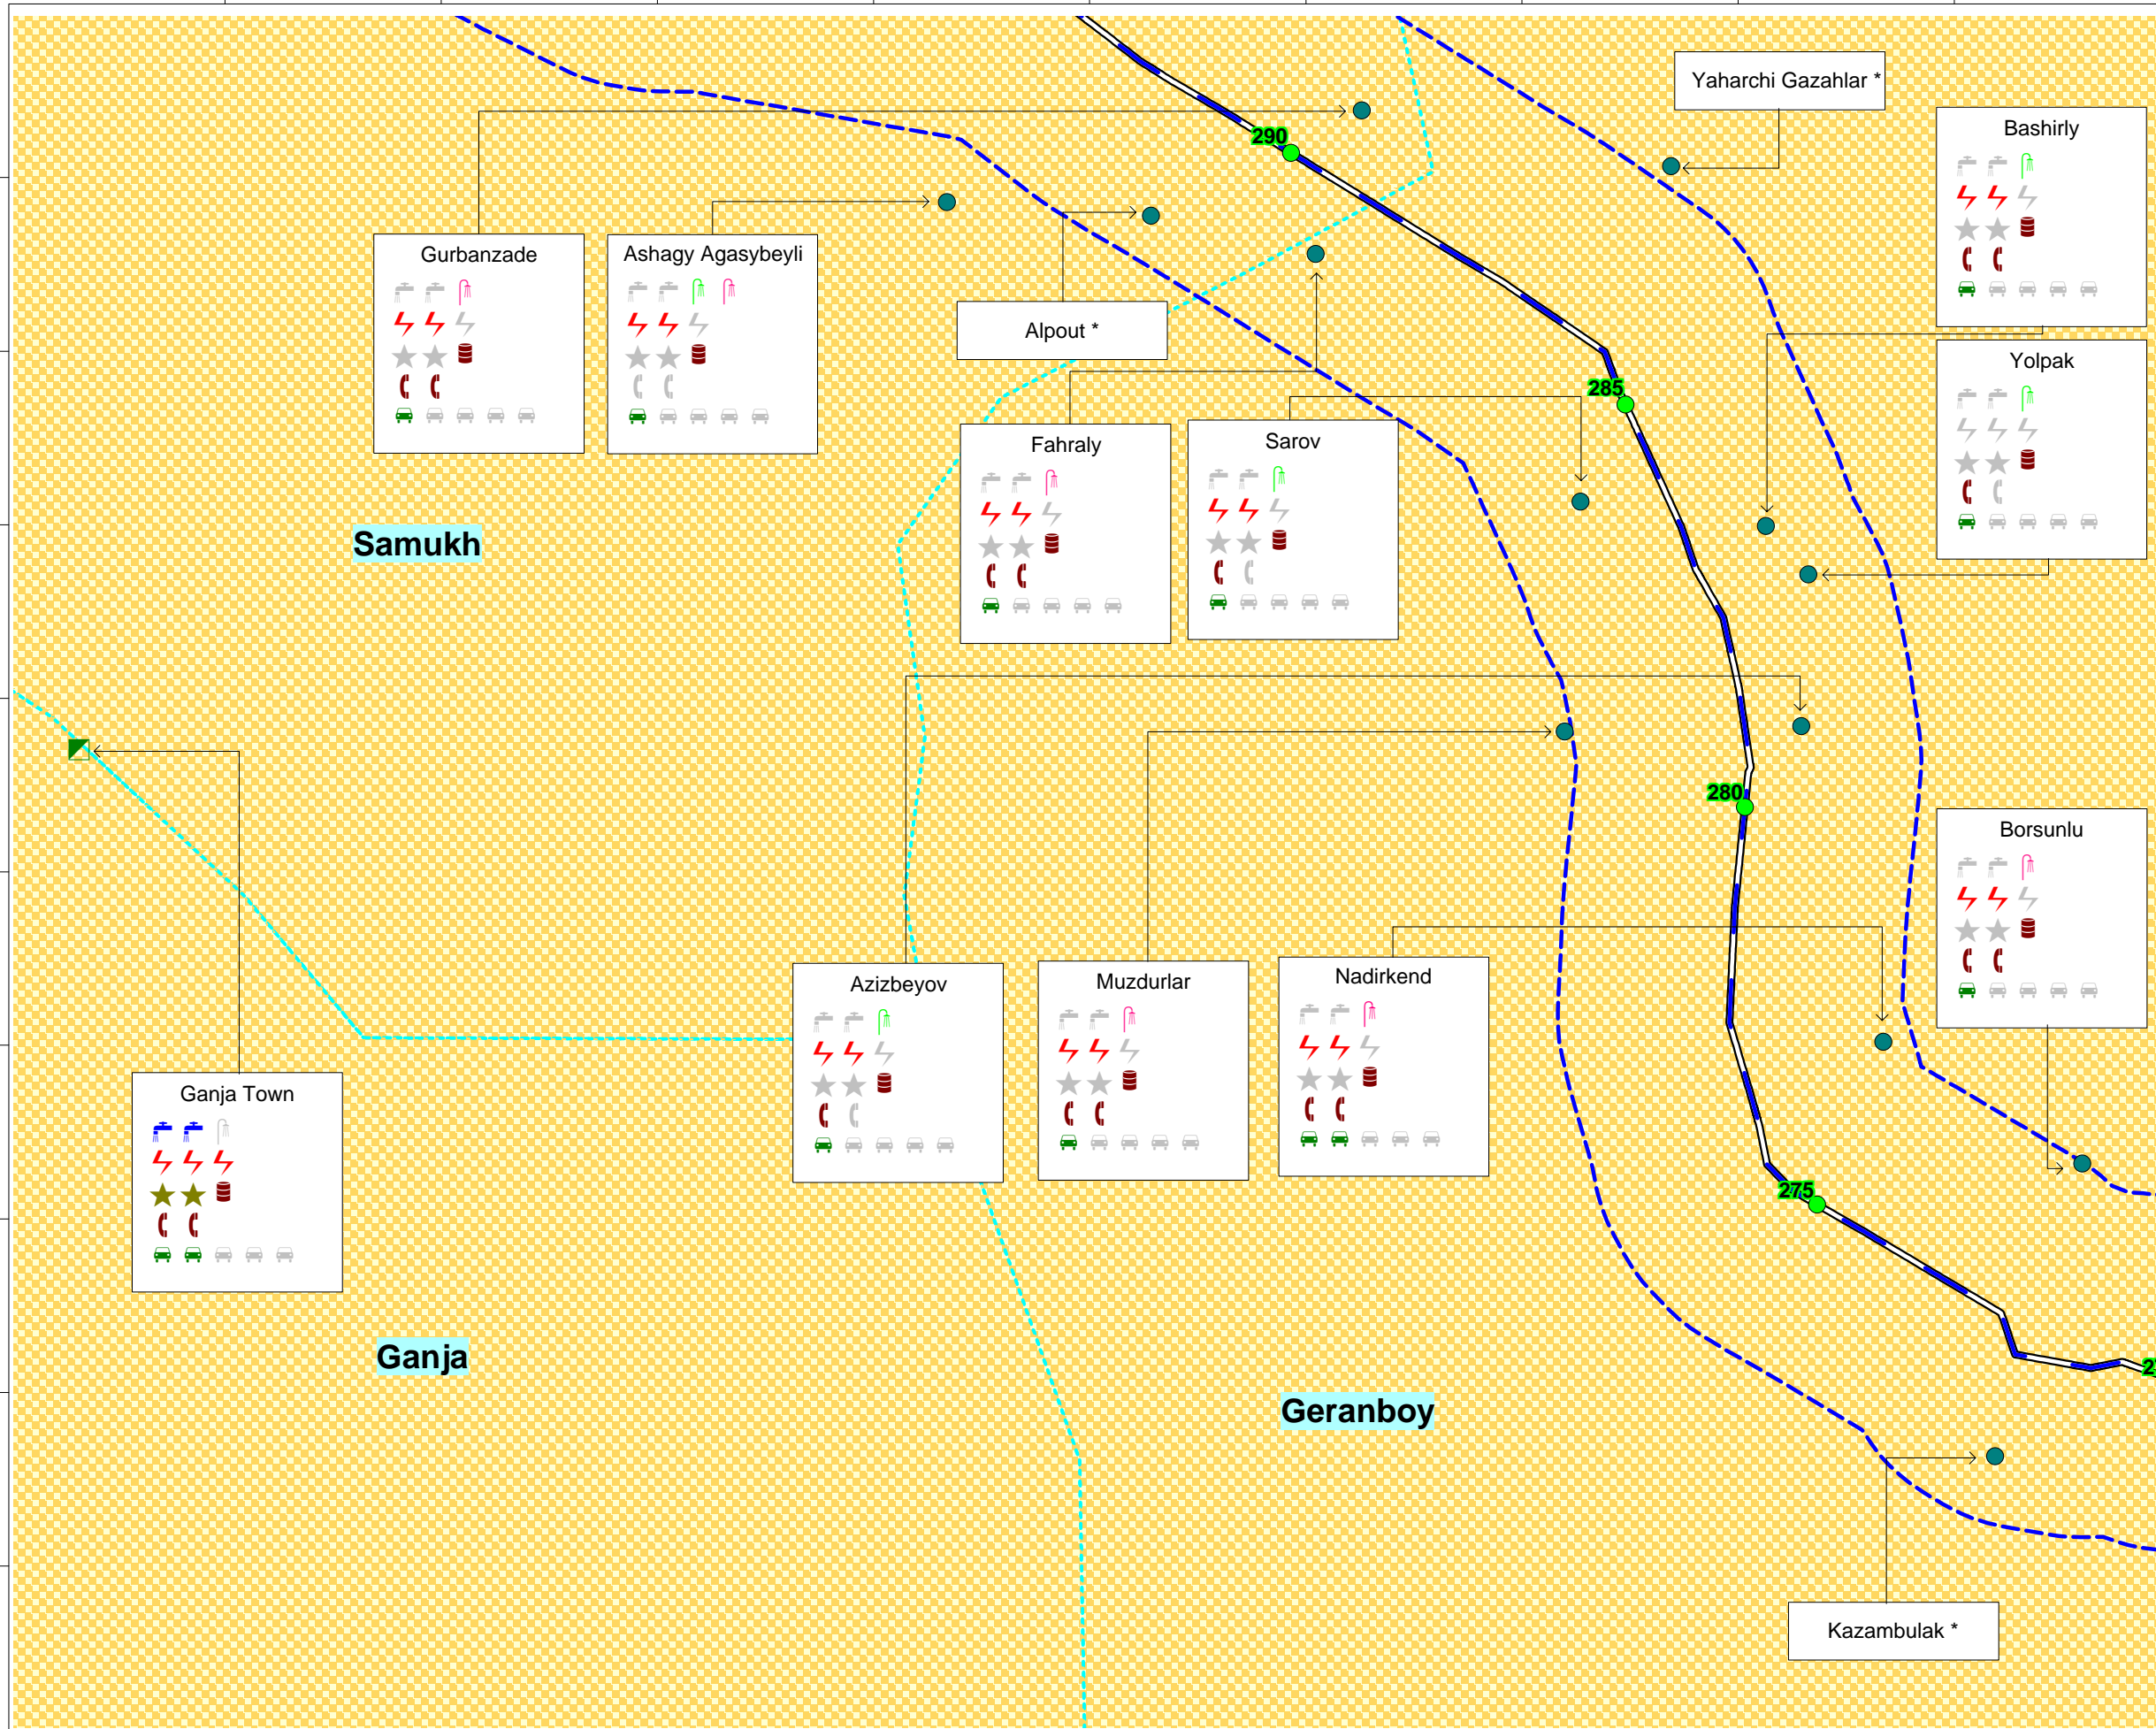 Yaharchi Gazahlar *
Bashirly
290
Gurbanzade
Ashagy Agasybeyli
Alpout *
Yolpak
285
Fahraly
Sarov
Samukh
280
Borsunlu
Azizbeyov
Muzdurlar
Nadirkend
Ganja Town
275
Ganja
Geranboy
Kazambulak *